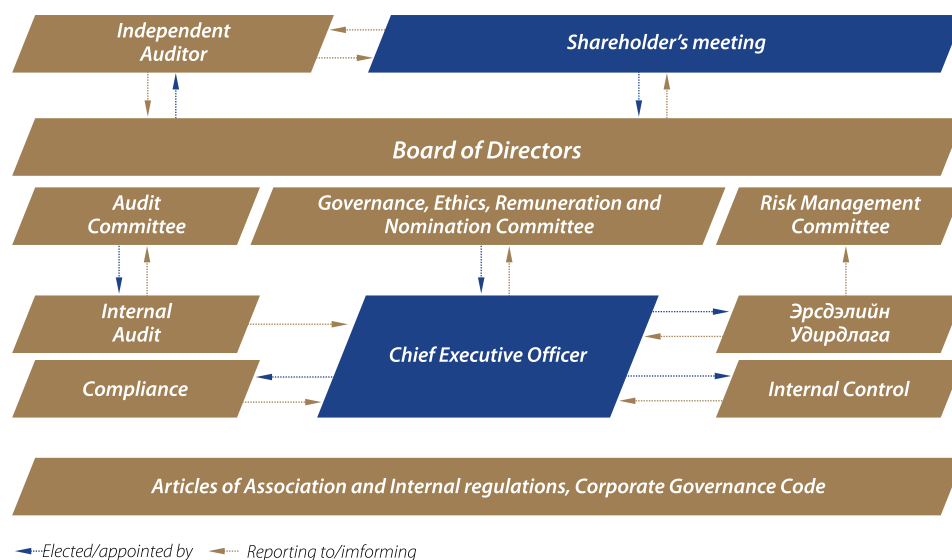 Independent
Auditor
Shareholder’s meeting
Board of Directors
Audit
Committee
Governance, Ethics, Remuneration and
Nomination Committee
Risk Management
Committee
Internal
Audit
Chief Executive Officer
Эрсдэлийн
Удирдлага
Compliance
Internal Control
Articles of Association and Internal regulations, Corporate Governance Code
Elected/appointed by
Reporting to/imforming